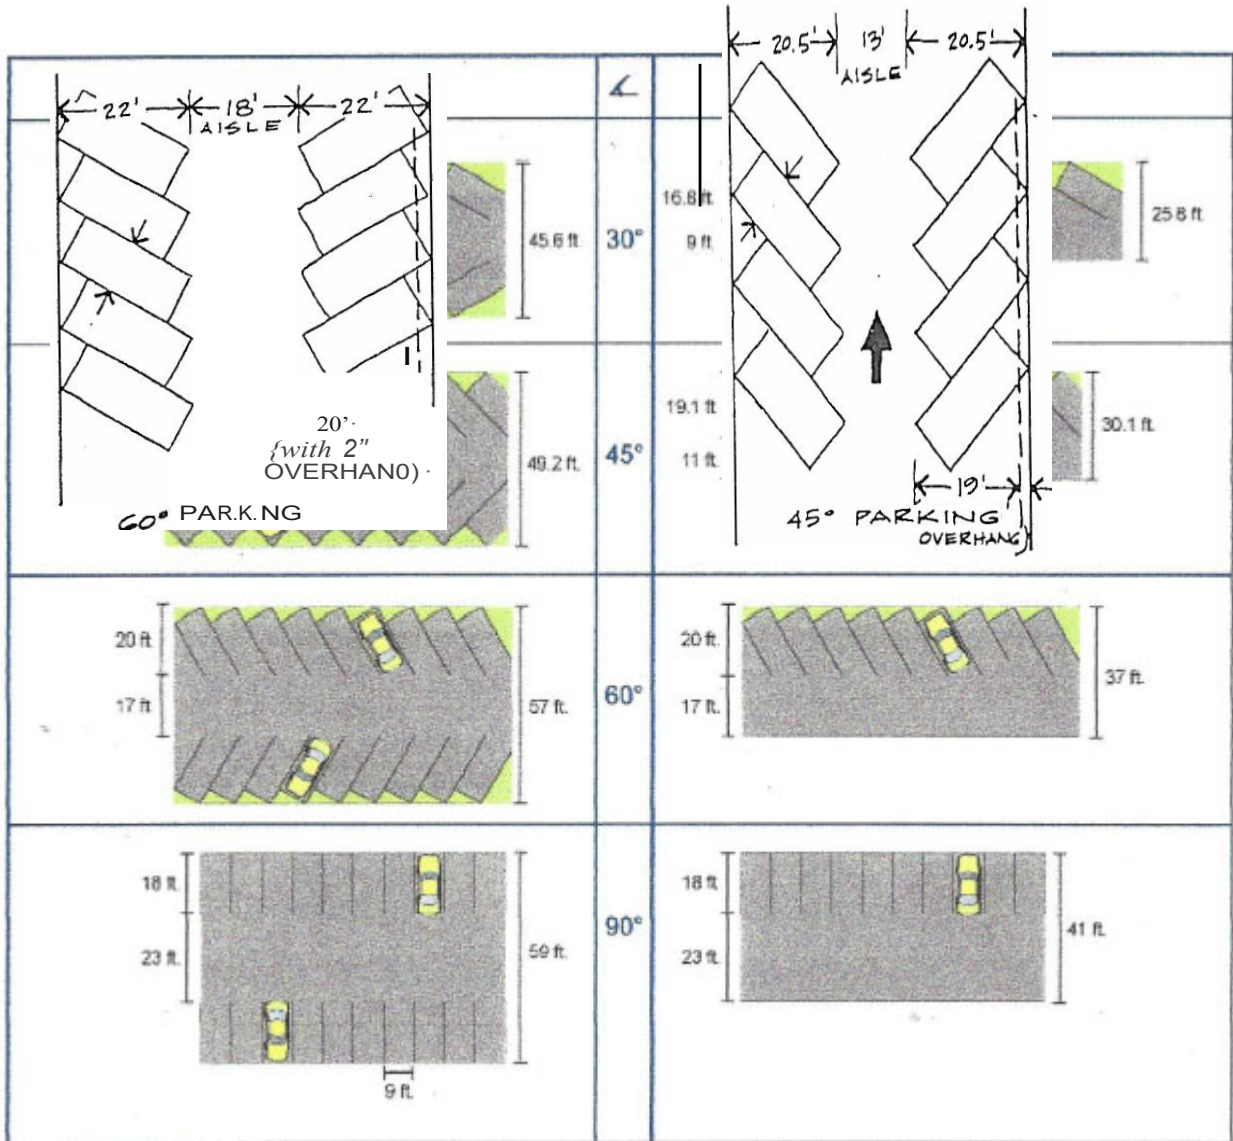 22' 18' 22'
AISLE
20'·
{with 2"
OVERHAN0) ·
60° PAR.K.NG
20.5' 13' 20.5'
AISLE
19'
45° PARKING
OVERHANG)
∠
45.6 ft.
30°
16.8 ft.
9 ft.
25.8 ft.
49.2 ft.
45°
19.1 ft.
11 ft.
30.1 ft.
20 ft.
17 ft.
57 ft.
60°
20 ft.
17 ft.
37 ft.
18 ft.
23 ft.
59 ft.
9 ft.
90°
18 ft.
23 ft.
41 ft.